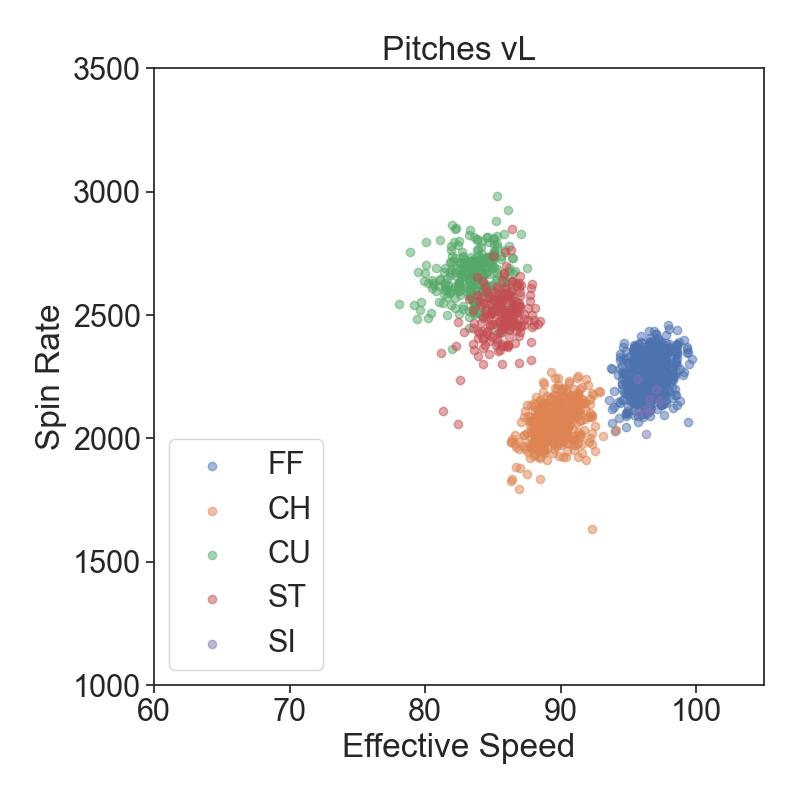 Pitches vL
3500
3000
2500
2000
1500
1000
Spin Rate
FF
CH
CU
ST
SI
60 70 80 90 100
Effective Speed